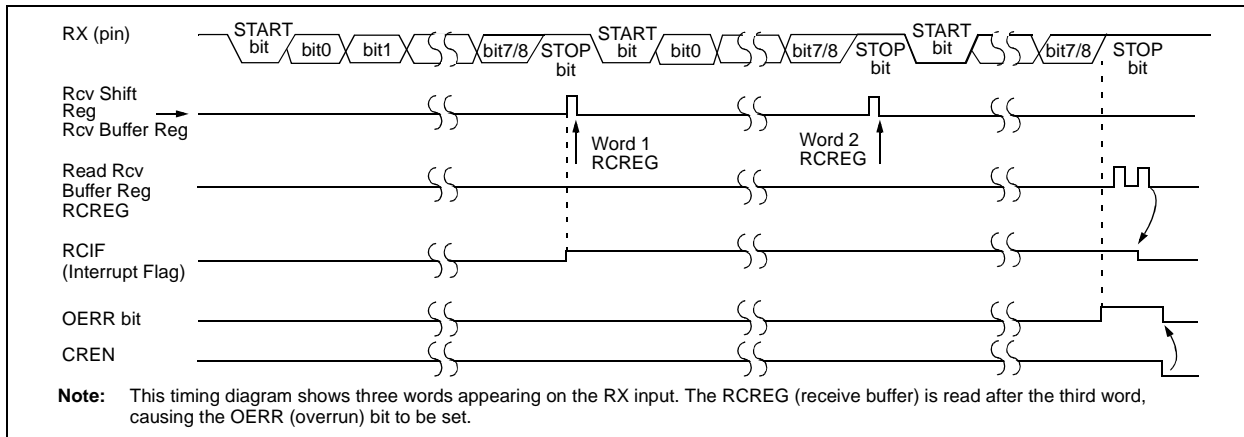 RX (pin)
START
bit
bit0
bit1
bit7/8
STOP
bit
START
bit
bit0
bit7/8
STOP
bit
START
bit
bit7/8
STOP
bit
Rcv Shift
Reg
Rcv Buffer Reg
Word 1
RCREG
Word 2
RCREG
Read Rcv
Buffer Reg
RCREG
RCIF
(Interrupt Flag)
OERR bit
CREN
Note: This timing diagram shows three words appearing on the RX input. The RCREG (receive buffer) is read after the third word,
causing the OERR (overrun) bit to be set.